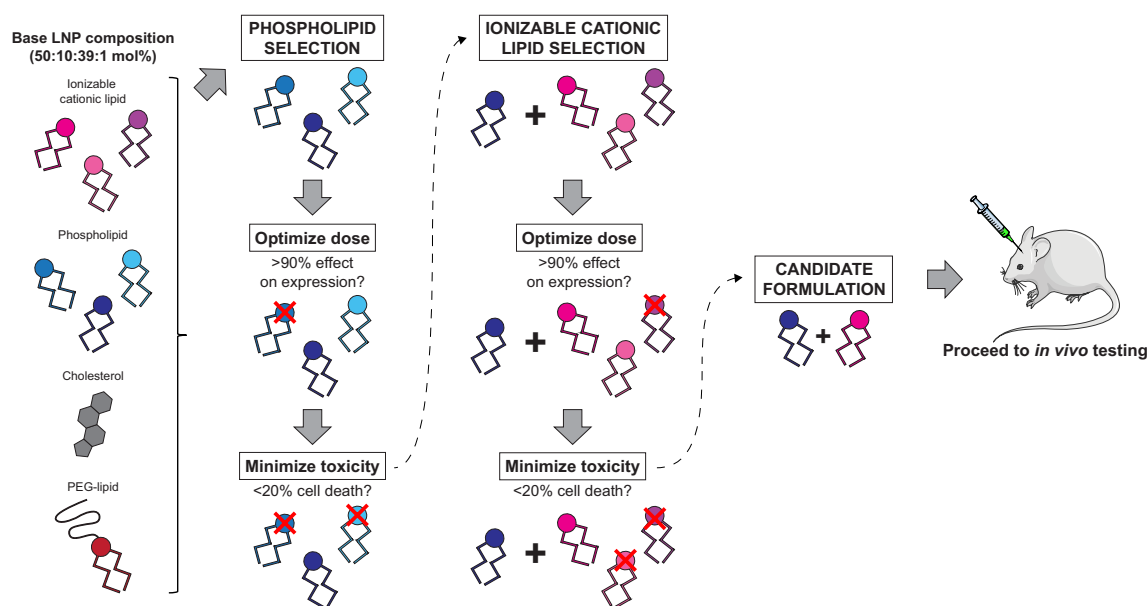 Base LNP composition
(50:10:39:1 mol%)
Ionizable
cationic lipid
Phospholipid
Cholesterol
PEG-lipid
PHOSPHOLIPID
SELECTION
Optimize dose
>90% effect
on expression?
Minimize toxicity
<20% cell death?
IONIZABLE CATIONIC
LIPID SELECTION
+
Optimize dose
>90% effect
on expression?
+
Minimize toxicity
<20% cell death?
+
CANDIDATE
FORMULATION
+
Proceed to in vivo testing